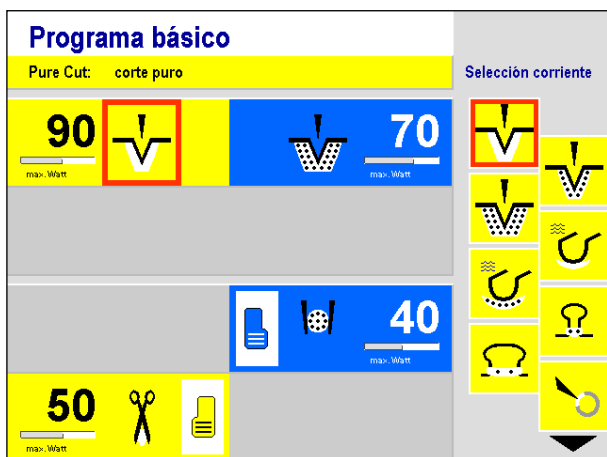 Programa básico
Pure Cut: corte puro
Selección corriente
90
max. Watt
70
max. Watt
40
max. Watt
50
max. Watt